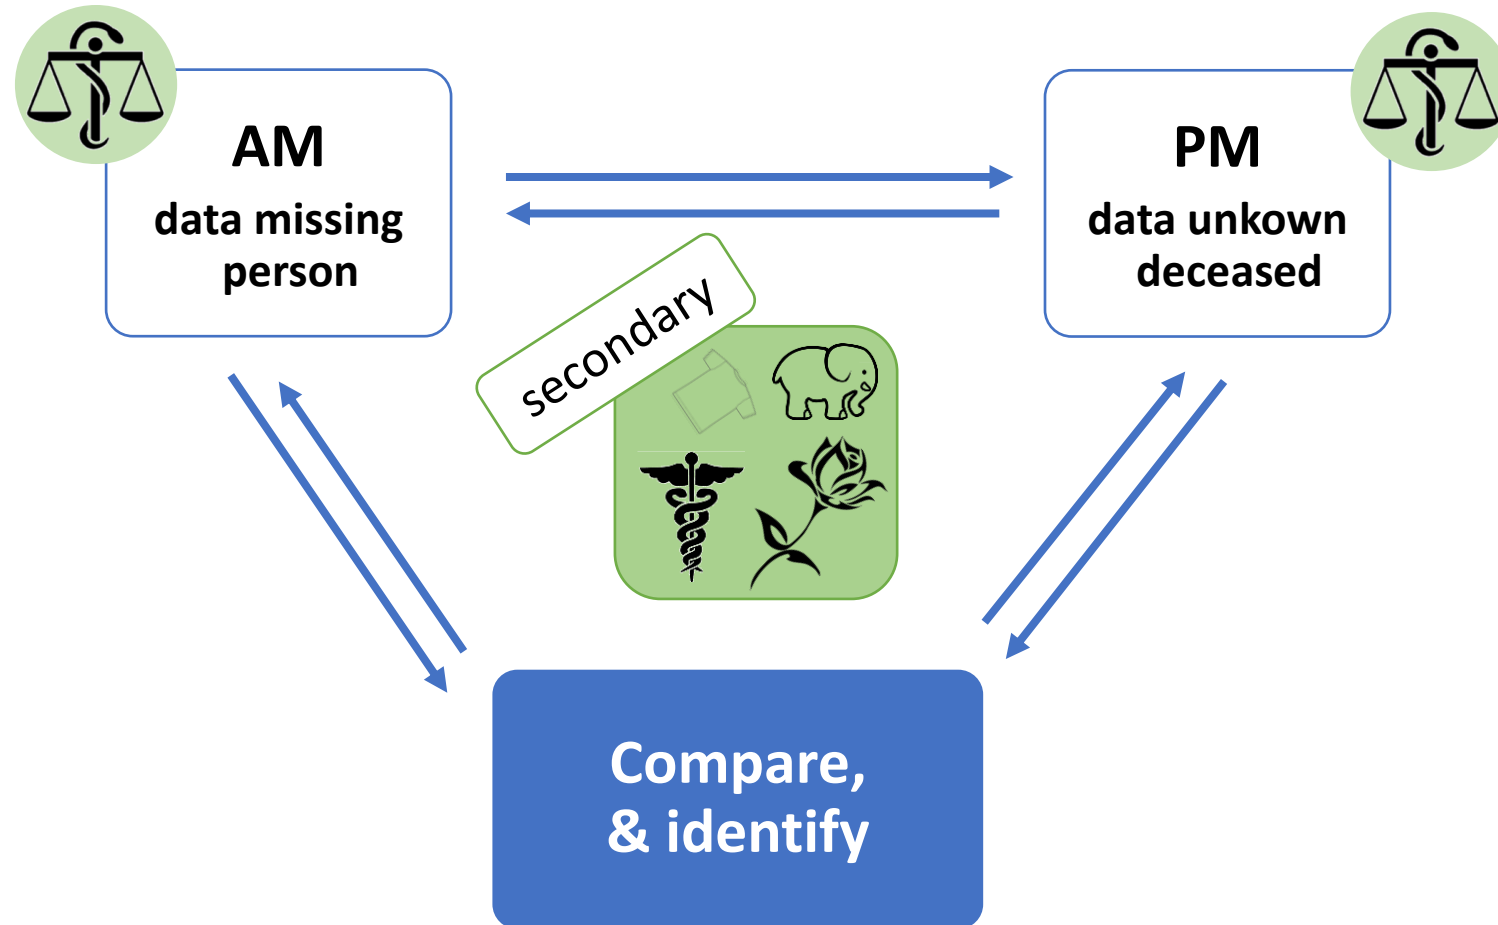 AM
data missing
person
PM
data unkown
deceased
secondary
Compare,
& identify